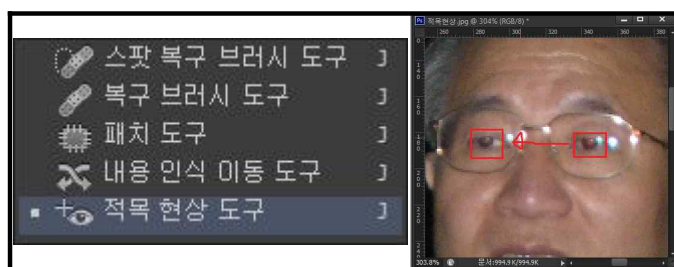 스팟 복구 브러시 도구 J
복구 브러시 도구 J
패치 도구 J
내용 인식 이동 도구 J
적목 현상 도구 J
Ps 적목현상.jpg @ 304% (RGB/8) *
260 280 300 320 340 360 380
303.8% 문서:994.9K/994.9K